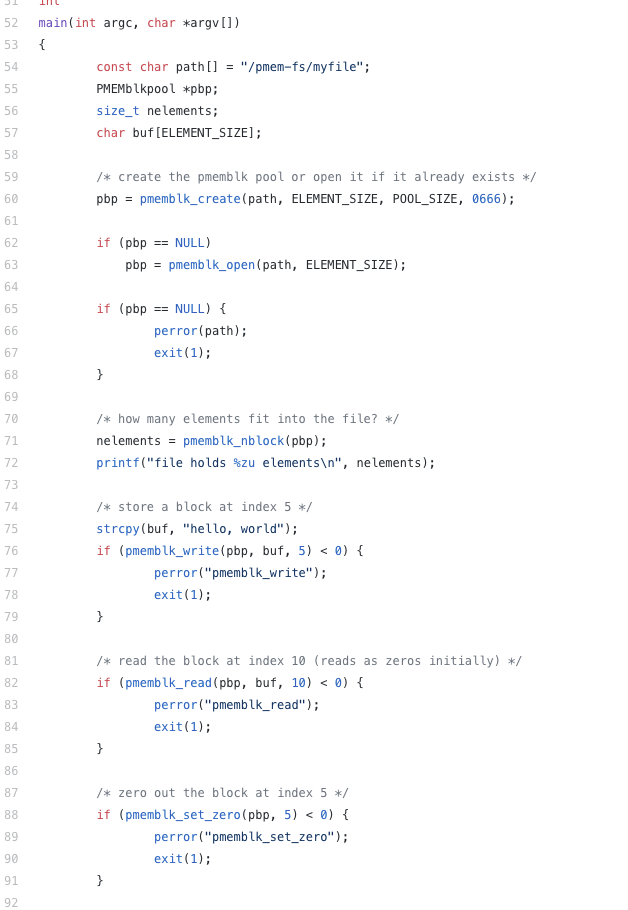 51 int
52 main(int argc, char *argv[])
53 {
54 const char path[] = "/pmem-fs/myfile";
55 PMEMblkpool *pbp;
56 size_t nelements;
57 char buf[ELEMENT_SIZE];
58
59 /* create the pmemblk pool or open it if it already exists */
60 pbp = pmemblk_create(path, ELEMENT_SIZE, POOL_SIZE, 0666);
61
62 if (pbp == NULL)
63 pbp = pmemblk_open(path, ELEMENT_SIZE);
64
65 if (pbp == NULL) {
66 perror(path);
67 exit(1);
68 }
69
70 /* how many elements fit into the file? */
71 nelements = pmemblk_nblock(pbp);
72 printf("file holds %zu elements\n", nelements);
73
74 /* store a block at index 5 */
75 strcpy(buf, "hello, world");
76 if (pmemblk_write(pbp, buf, 5) < 0) {
77 perror("pmemblk_write");
78 exit(1);
79 }
80
81 /* read the block at index 10 (reads as zeros initially) */
82 if (pmemblk_read(pbp, buf, 10) < 0) {
83 perror("pmemblk_read");
84 exit(1);
85 }
86
87 /* zero out the block at index 5 */
88 if (pmemblk_set_zero(pbp, 5) < 0) {
89 perror("pmemblk_set_zero");
90 exit(1);
91 }
92